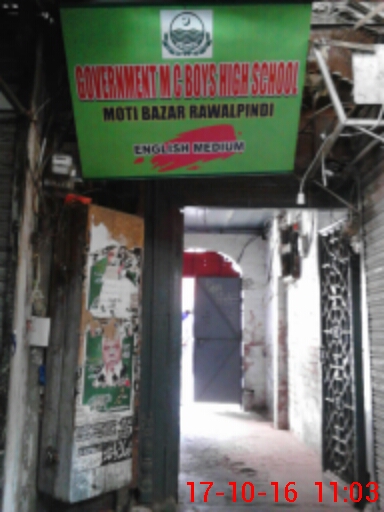 GOVERNMENT M C BOYS HIGH SCHOOL
MOTI BAZAR RAWALPINDI
ENGLISH MEDIUM
17-10-16 11:03